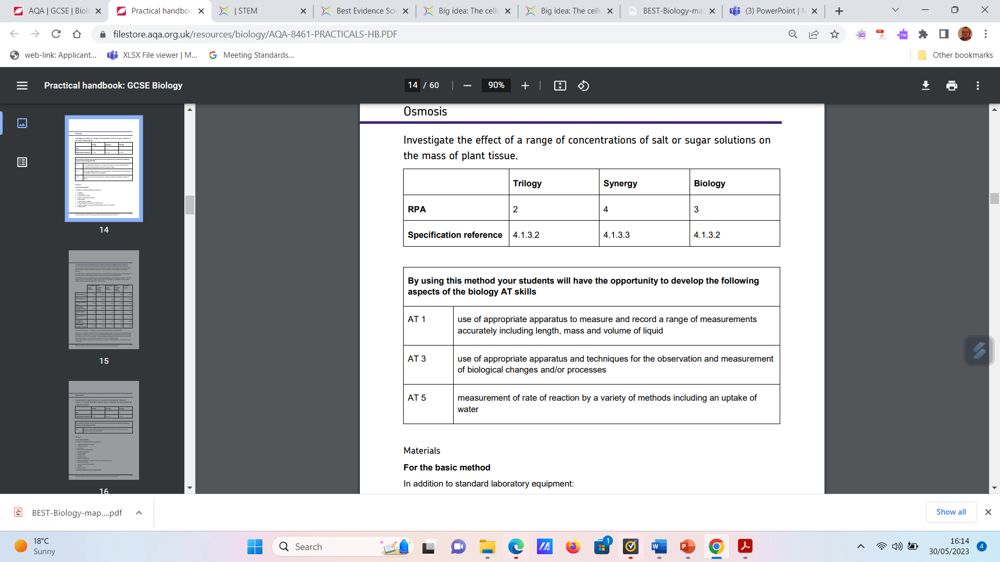 AQA | GCSE | Biol
Practical handboo
| STEM
Best Evidence Sci
Big idea: The cellu
Big idea: The cellu
BEST-Biology-ma
(3) PowerPoint |
filestore.aqa.org.uk/resources/biology/AQA-8461-PRACTICALS-HB.PDF
web-link: Applicant...
XLSX File viewer | M...
Meeting Standards...
Other bookmarks
Practical handbook: GCSE Biology
14 / 60
90%
14
15
16
Osmosis
Investigate the effect of a range of concentrations of salt or sugar solutions on
the mass of plant tissue.
Trilogy Synergy Biology
RPA 2 4 3
Specification reference 4.1.3.2 4.1.3.3 4.1.3.2
By using this method your students will have the opportunity to develop the following
aspects of the biology AT skills
AT 1 use of appropriate apparatus to measure and record a range of measurements
accurately including length, mass and volume of liquid
AT 3 use of appropriate apparatus and techniques for the observation and measurement
of biological changes and/or processes
AT 5 measurement of rate of reaction by a variety of methods including an uptake of
water
Materials
For the basic method
In addition to standard laboratory equipment:
BEST-Biology-map....pdf
Show all
18°C
Sunny
Search
1
16:14
30/05/2023
4